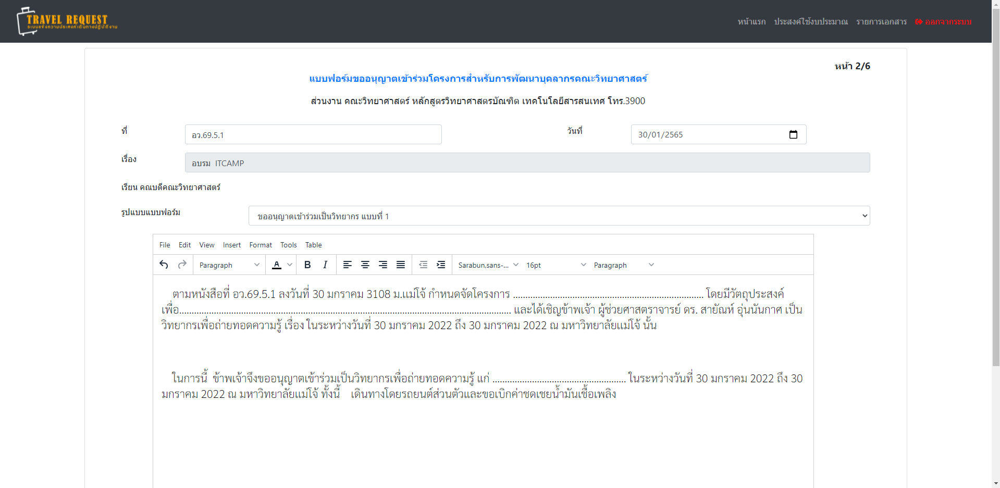 TRAVEL REQUEST
ระบบแจ้งความประสงค์เดินทางปฏิบัติงาน
หน้าแรก ประสงค์ใช้งบประมาณ รายการเอกสาร ออกจากระบบ
หน้า 2/6
แบบฟอร์มขออนุญาตเข้าร่วมโครงการสำหรับการพัฒนาบุคลากรคณะวิทยาศาสตร์
ส่วนงาน คณะวิทยาศาสตร์ หลักสูตรวิทยาศาสตรบัณฑิต เทคโนโลยีสารสนเทศ โทร.3900
ที่ อว.69.5.1 วันที่ 30/01/2565
เรื่อง อบรม ITCAMP
เรียน คณบดีคณะวิทยาศาสตร์
รูปแบบแบบฟอร์ม ขออนุญาตเข้าร่วมเป็นวิทยากร แบบที่ 1
File Edit View Insert Format Tools Table
Paragraph A B I Sarabun,sans-... 16pt Paragraph
ตามหนังสือที่ อว.69.5.1 ลงวันที่ 30 มกราคม 3108 ม.แม่โจ้ กำหนดจัดโครงการ ............................................................................. โดยมีวัตถุประสงค์
เพื่อ...................................................................................................................................... และได้เชิญข้าพเจ้า ผู้ช่วยศาสตราจารย์ ดร. สายัณห์ อุ่นนันกาศ เป็น
วิทยากรเพื่อถ่ายทอดความรู้ เรื่อง ในระหว่างวันที่ 30 มกราคม 2022 ถึง 30 มกราคม 2022 ณ มหาวิทยาลัยแม่โจ้ นั้น
ในการนี้ ข้าพเจ้าจึงขออนุญาตเข้าร่วมเป็นวิทยากรเพื่อถ่ายทอดความรู้ แก่ ...................................................... ในระหว่างวันที่ 30 มกราคม 2022 ถึง 30
มกราคม 2022 ณ มหาวิทยาลัยแม่โจ้ ทั้งนี้ เดินทางโดยรถยนต์ส่วนตัวและขอเบิกค่าชดเชยน้ำมันเชื้อเพลิง